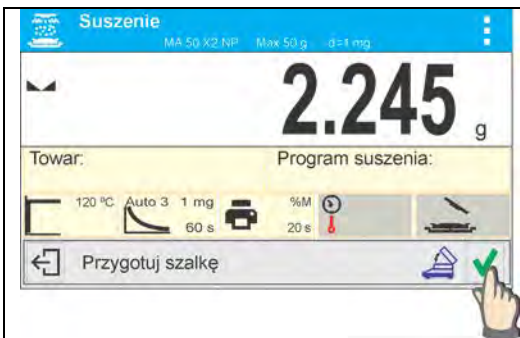 Suszenie
MA 50.X2.NP Max 50 g d=1 mg
2.245 g
Towar: Program suszenia:
120 ºC Auto 3 1 mg %M
60 s 20 s
Przygotuj szalkę